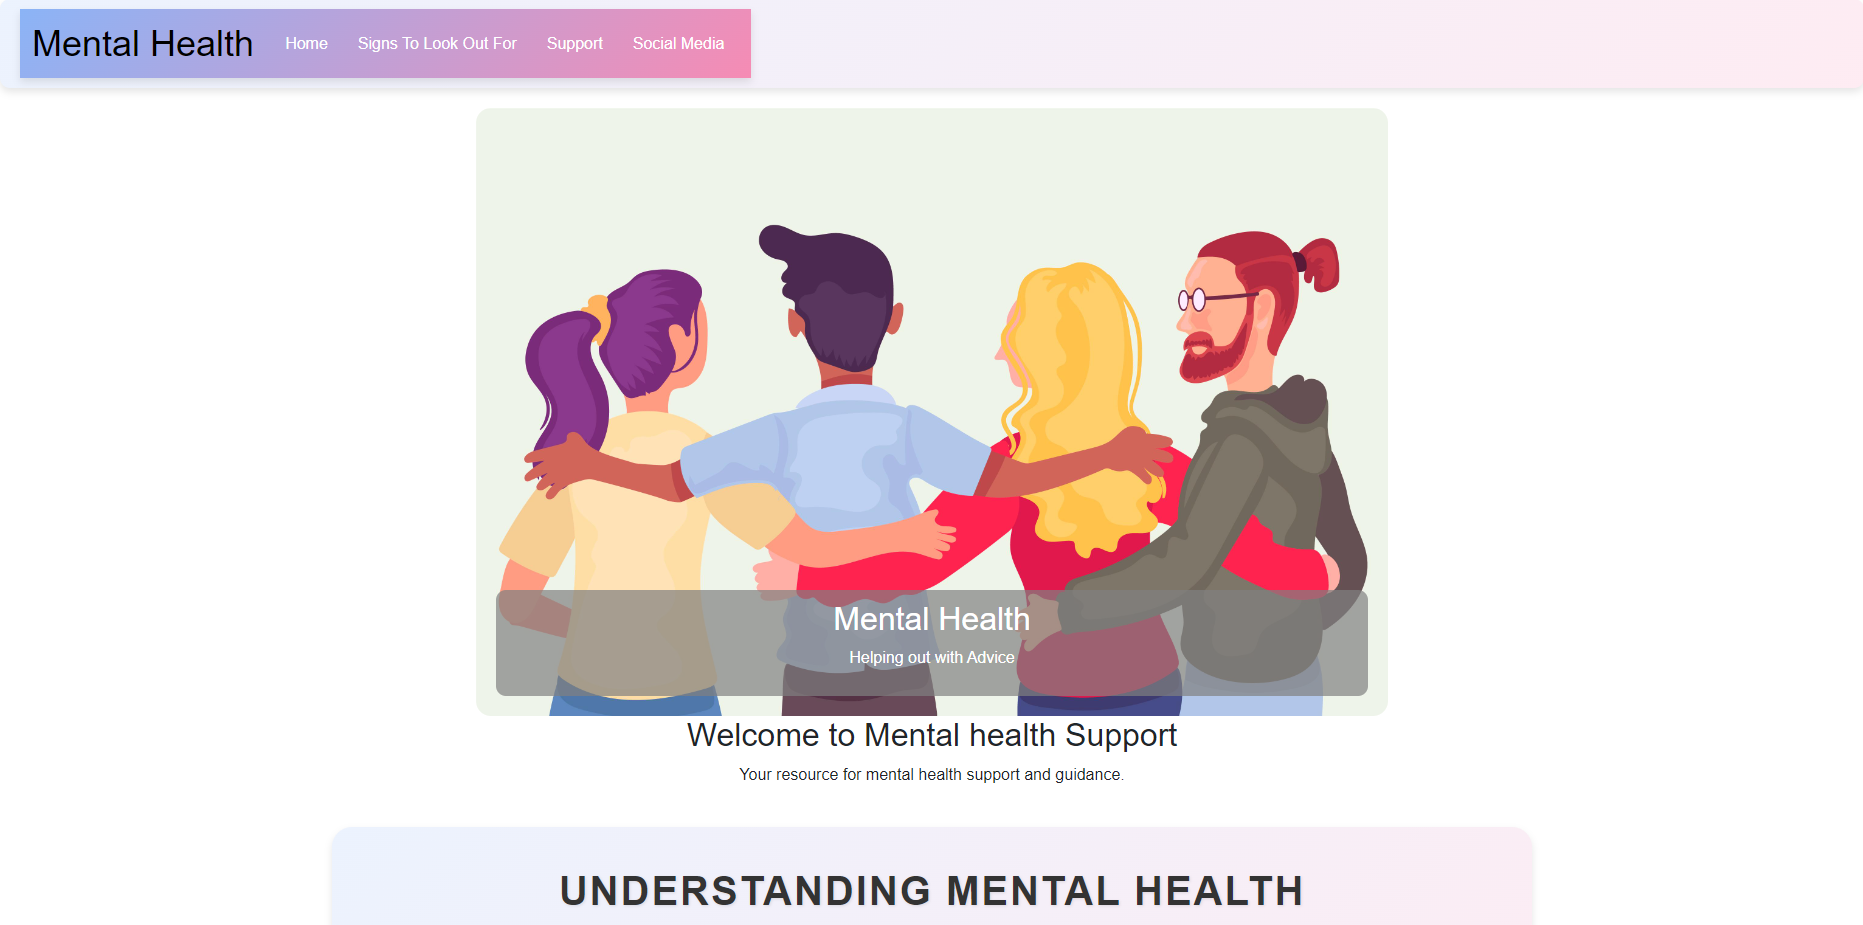 Mental Health Home Signs To Look Out For Support Social Media
Mental Health
Helping out with Advice
Welcome to Mental health Support
Your resource for mental health support and guidance.
UNDERSTANDING MENTAL HEALTH